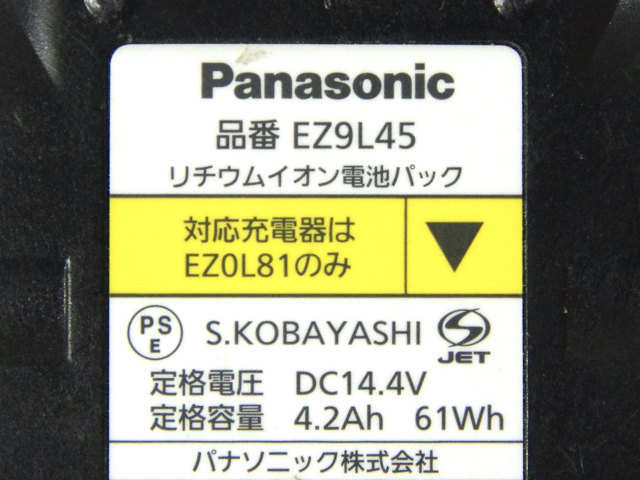 Panasonic
品番 EZ9L45
リチウムイオン電池パック
対応充電器は
EZ0L81のみ
PS
E
S.KOBAYASHI
JET
定格電圧 DC14.4V
定格容量 4.2Ah 61Wh
パナソニック株式会社